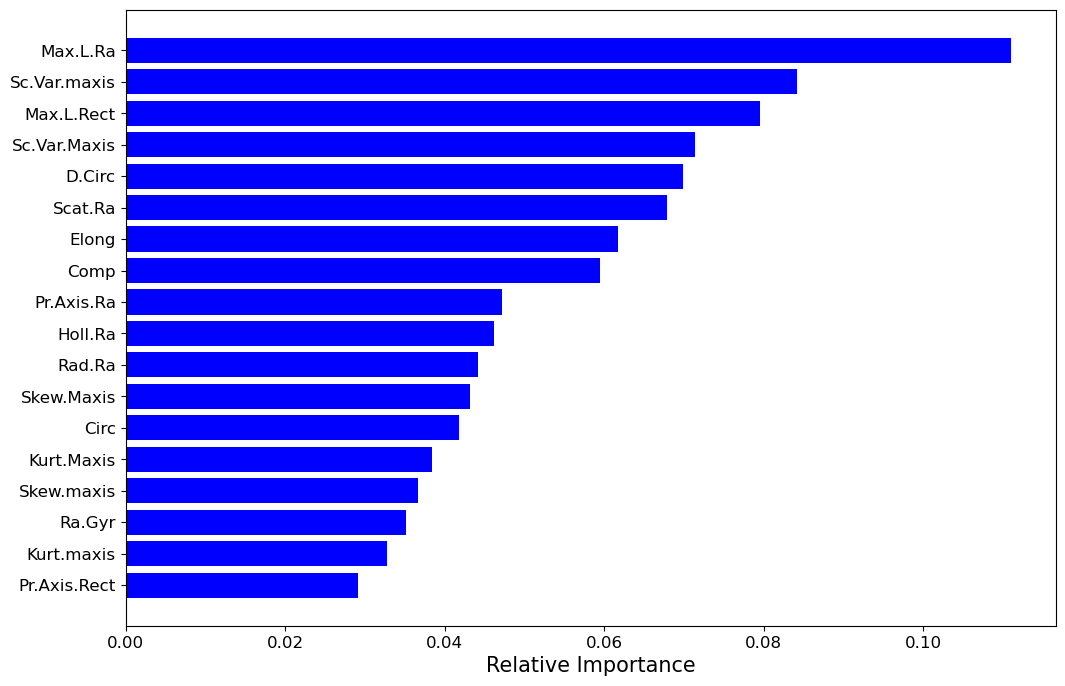 Max.L.Ra
Sc.Var.maxis
Max.L.Rect
Sc.Var.Maxis
D.Circ
Scat.Ra
Elong
Comp
Pr.Axis.Ra
Holl.Ra
Rad.Ra
Skew.Maxis
Circ
Kurt.Maxis
Skew.maxis
Ra.Gyr
Kurt.maxis
Pr.Axis.Rect
0.00 0.02 0.04 0.06 0.08 0.10
Relative Importance